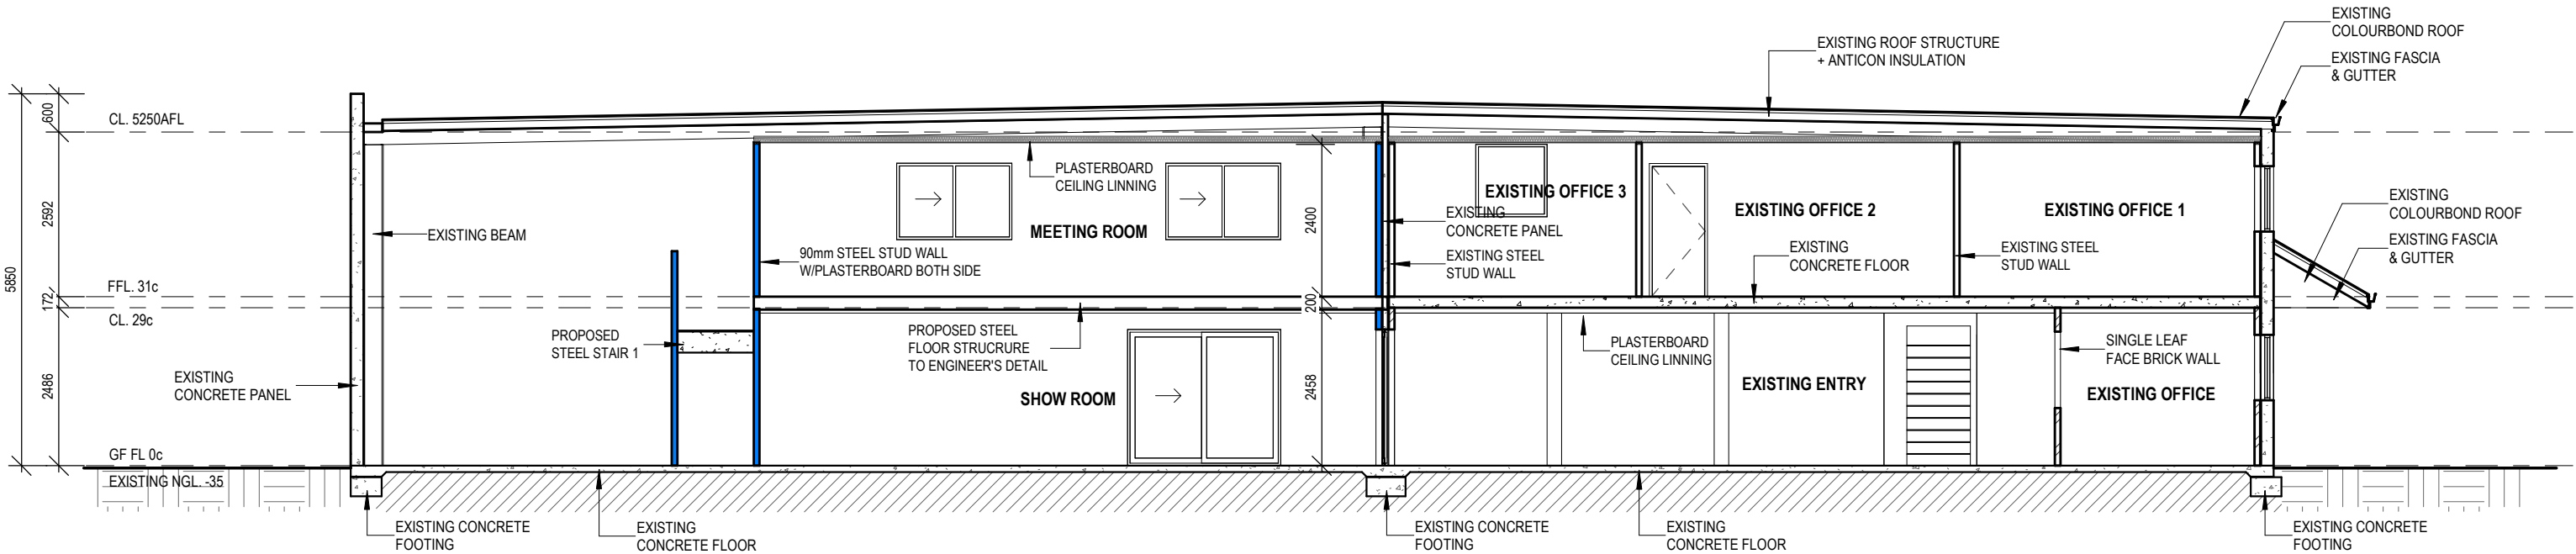 EXISTING
COLOURBOND ROOF
EXISTING ROOF STRUCTURE
+ ANTICON INSULATION
EXISTING FASCIA
& GUTTER
600
CL. 5250AFL
PLASTERBOARD
CEILING LINNING
EXISTING OFFICE 3
EXISTING OFFICE 2
EXISTING OFFICE 1
EXISTING
COLOURBOND ROOF
2592
2400
EXISTING BEAM
MEETING ROOM
EXISTING
CONCRETE PANEL
EXISTING
CONCRETE FLOOR
EXISTING STEEL
STUD WALL
EXISTING FASCIA
& GUTTER
90mm STEEL STUD WALL
W/PLASTERBOARD BOTH SIDE
EXISTING STEEL
STUD WALL
5850
FFL. 31c
172
200
CL. 29c
PROPOSED
STEEL STAIR 1
PROPOSED STEEL
FLOOR STRUCRURE
TO ENGINEER'S DETAIL
PLASTERBOARD
CEILING LINNING
SINGLE LEAF
FACE BRICK WALL
2486
2458
EXISTING
CONCRETE PANEL
SHOW ROOM
EXISTING ENTRY
EXISTING OFFICE
GF FL 0c
EXISTING NGL. -35
EXISTING CONCRETE
FOOTING
EXISTING
CONCRETE FLOOR
EXISTING CONCRETE
FOOTING
EXISTING
CONCRETE FLOOR
EXISTING CONCRETE
FOOTING